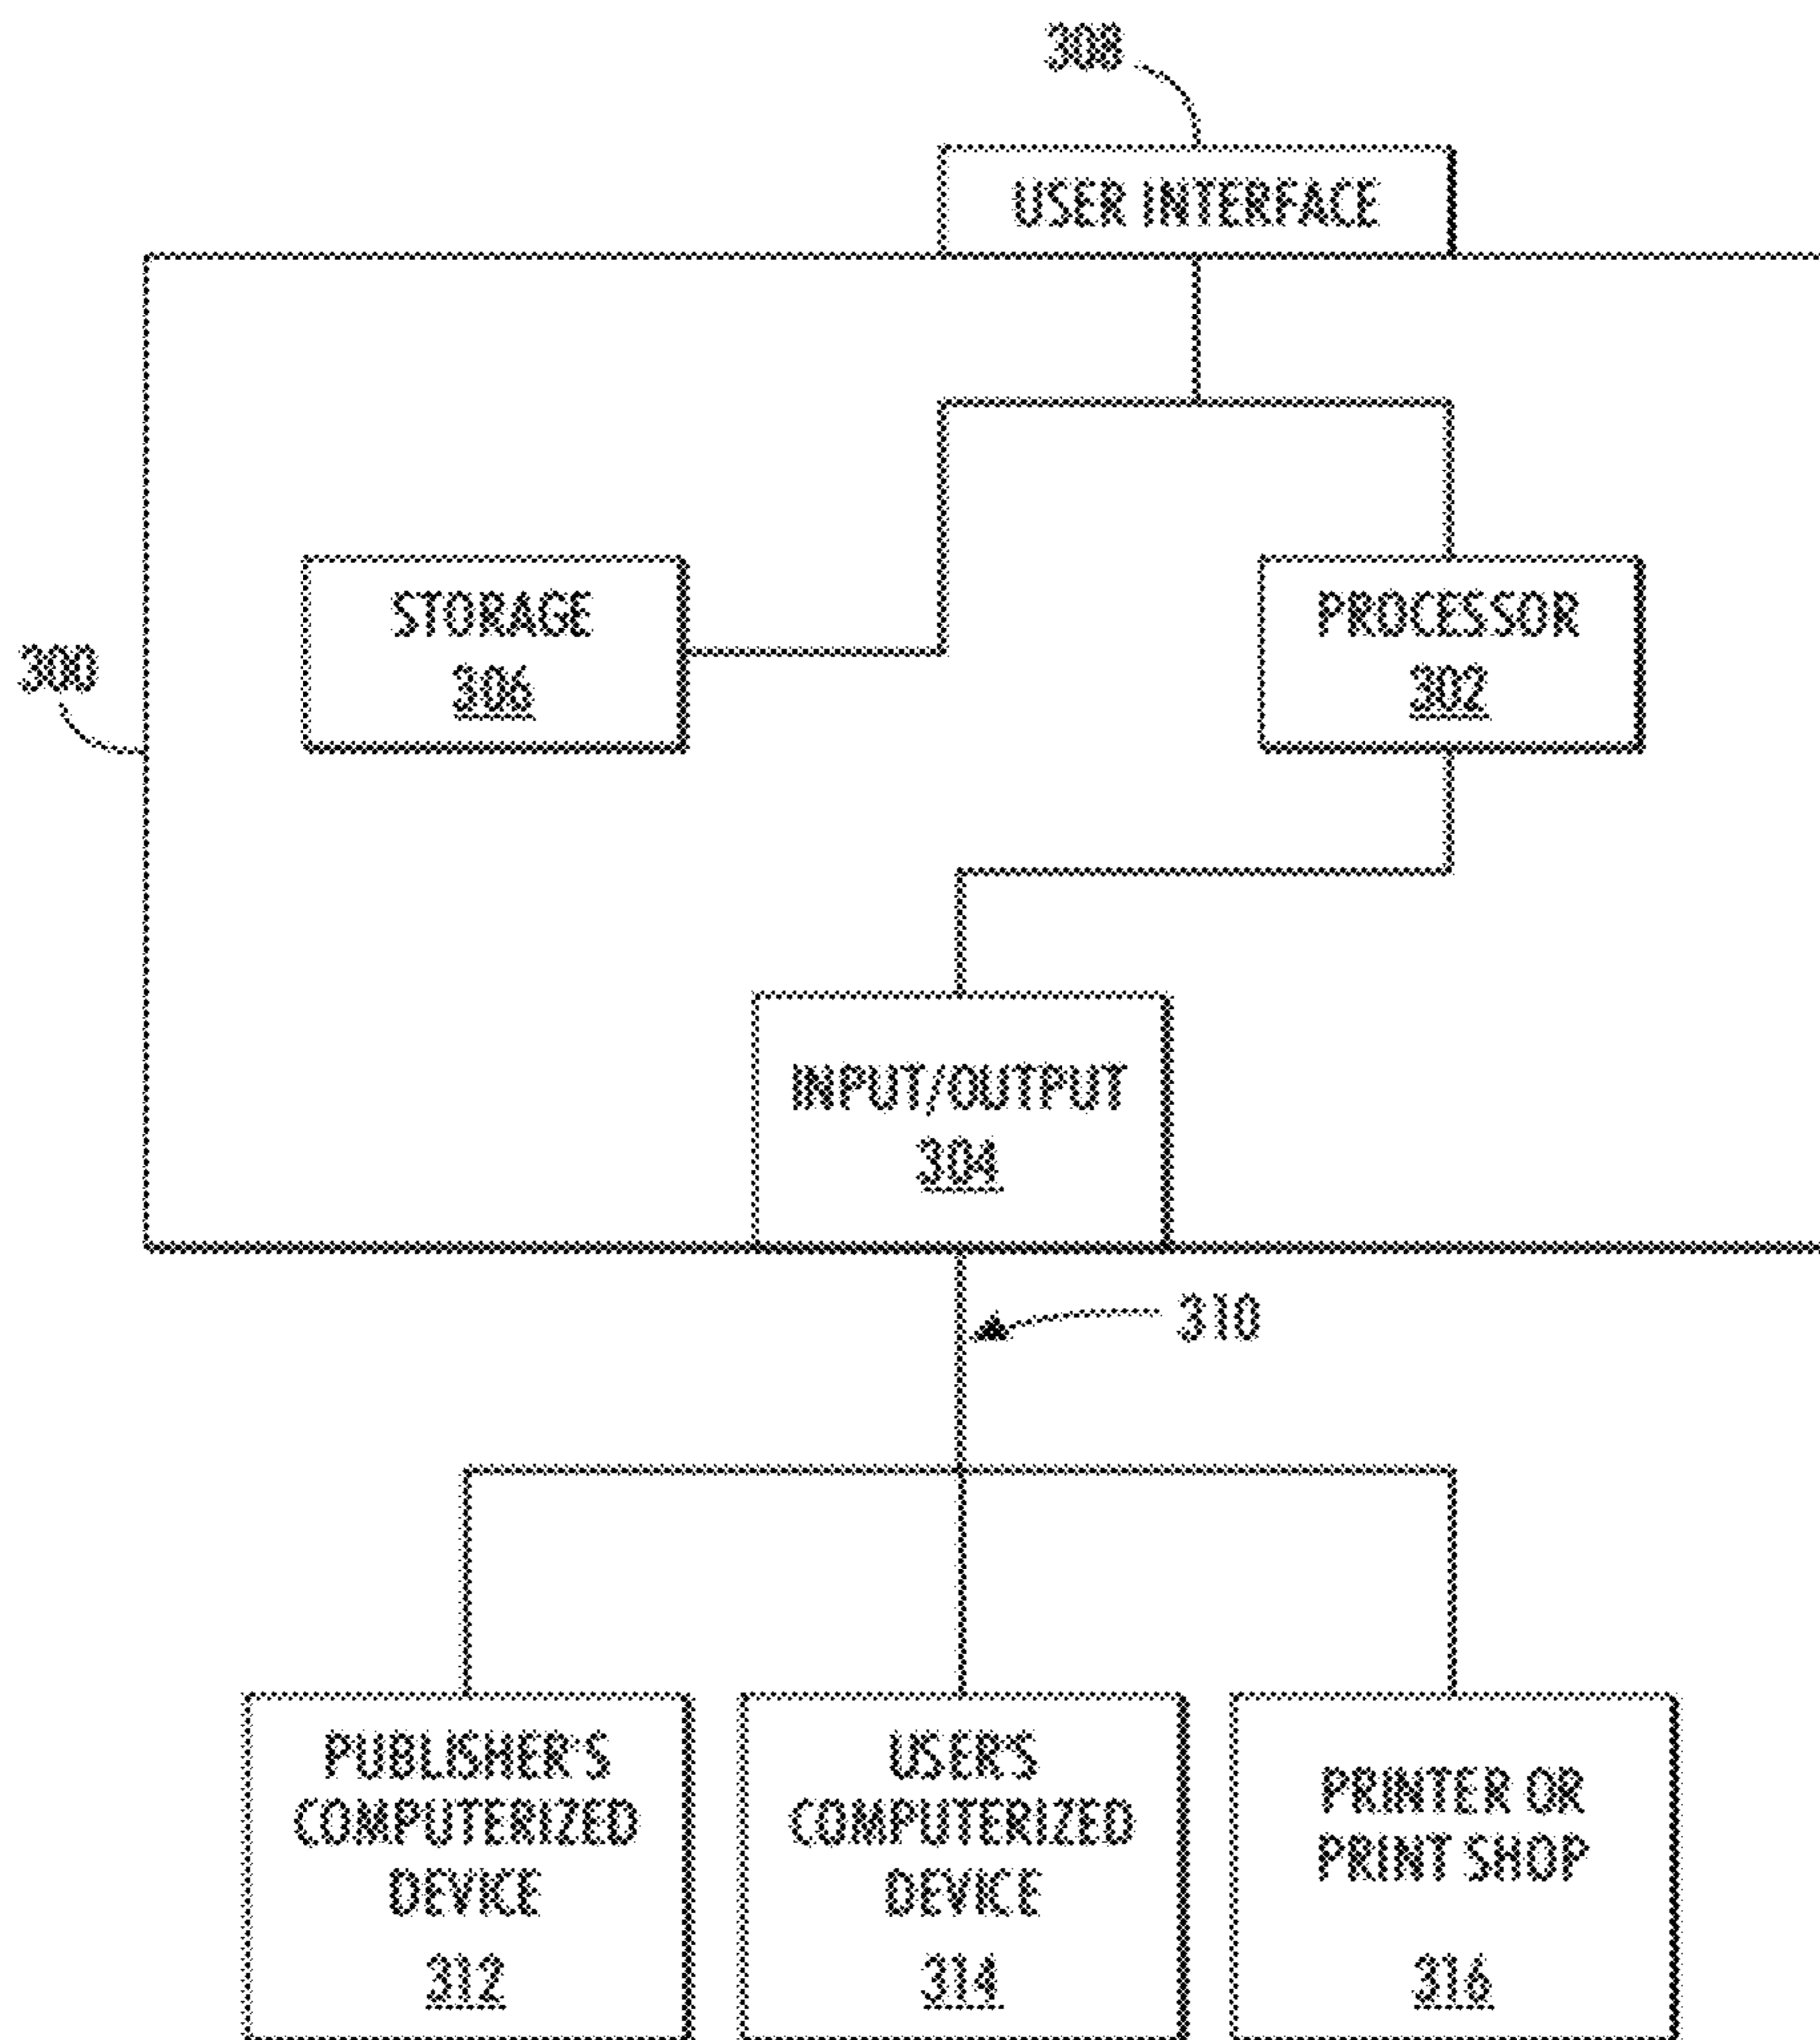 308
USER INTERFACE
STORAGE
306
PROCESSOR
302
300
INPUT/OUTPUT
304
310
PUBLISHER'S
COMPUTERIZED
DEVICE
312
USER'S
COMPUTERIZED
DEVICE
314
PRINTER OR
PRINT SHOP
316